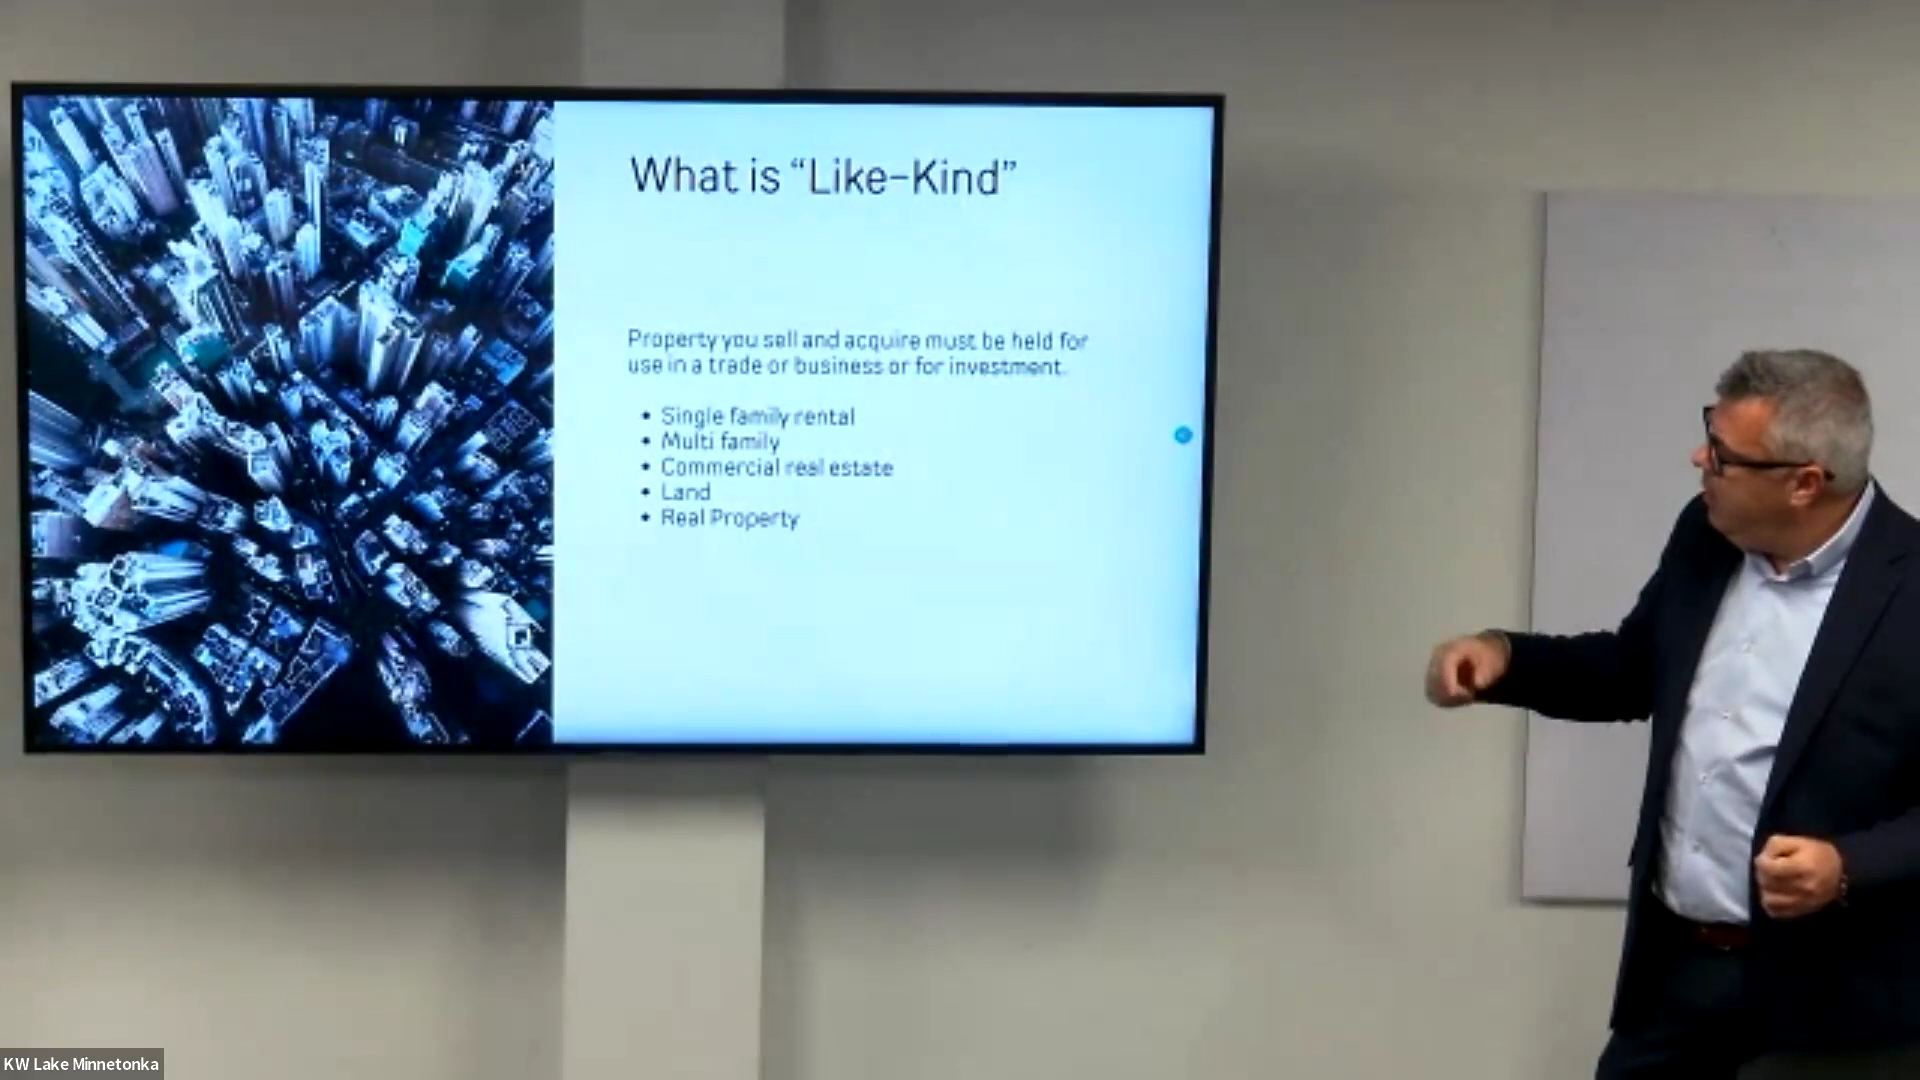 What is “Like-Kind”
Property you sell and acquire must be held for
use in a trade or business or for investment.
• Single family rental
• Multi family
• Commercial real estate
• Land
• Real Property
KW Lake Minnetonka